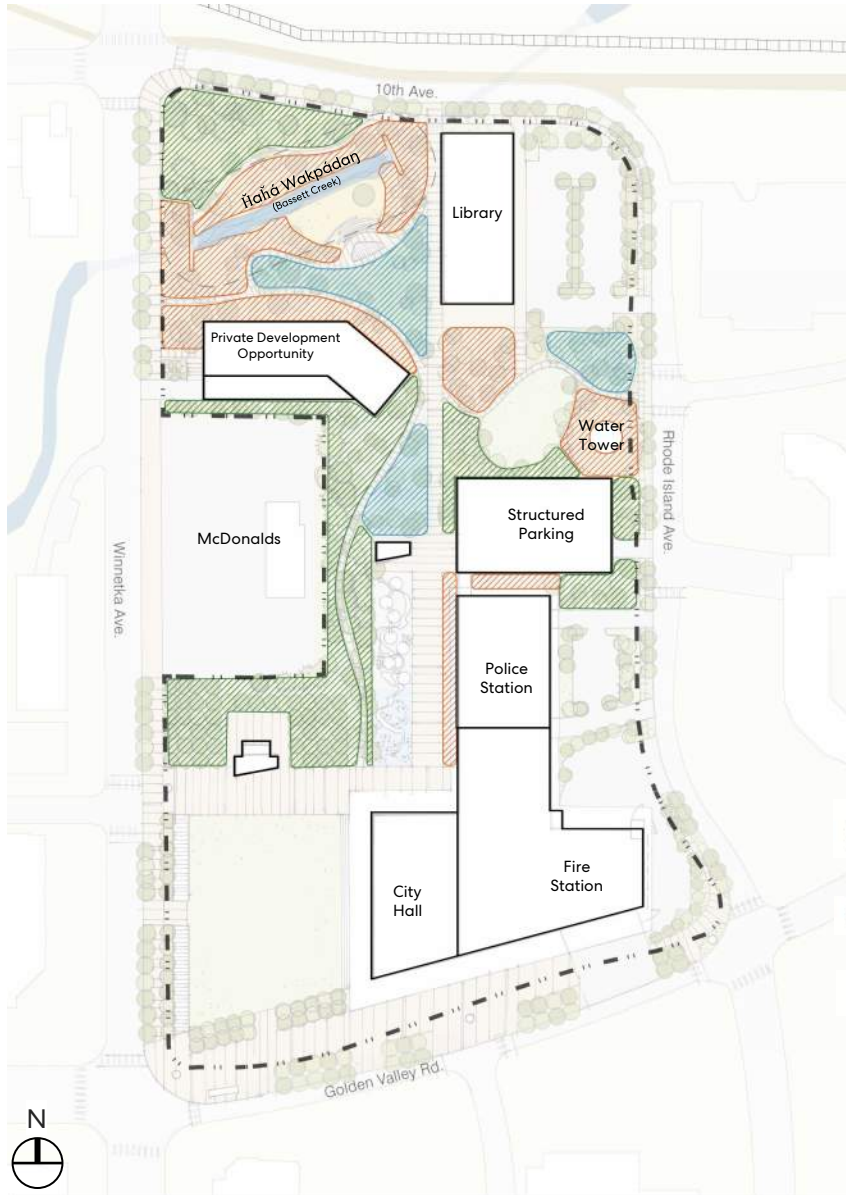 10th Ave.
Ȟaȟá Wakpádaŋ
(Bassett Creek)
Library
Private Development
Opportunity
Water
Tower
Rhode Island Ave.
Structured
Parking
McDonalds
Winnetka Ave.
Police
Station
Fire
Station
City
Hall
Golden Valley Rd.
N